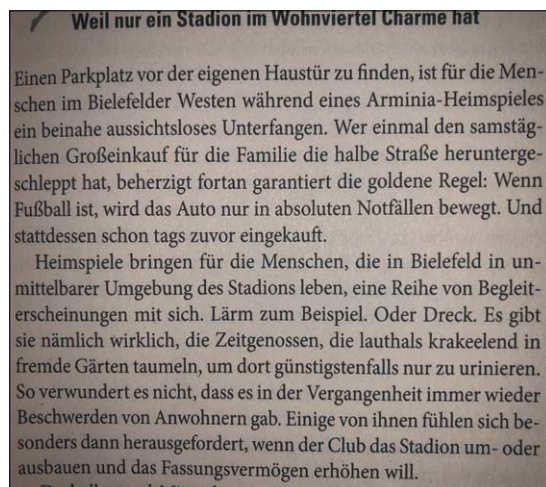 Weil nur ein Stadion im Wohnviertel Charme hat
Einen Parkplatz vor der eigenen Haustür zu finden, ist für die Men-
schen im Bielefelder Westen während eines Arminia-Heimspieles
ein beinahe aussichtsloses Unterfangen. Wer einmal den samstäg-
lichen Großeinkauf für die Familie die halbe Straße herunterge-
schleppt hat, beherzigt fortan garantiert die goldene Regel: Wenn
Fußball ist, wird das Auto nur in absoluten Notfällen bewegt. Und
stattdessen schon tags zuvor eingekauft.
Heimspiele bringen für die Menschen, die in Bielefeld in un-
mittelbarer Umgebung des Stadions leben, eine Reihe von Begleit-
erscheinungen mit sich. Lärm zum Beispiel. Oder Dreck. Es gibt
sie nämlich wirklich, die Zeitgenossen, die lauthals krakeelend in
fremde Gärten taumeln, um dort günstigstenfalls nur zu urinieren.
So verwundert es nicht, dass es in der Vergangenheit immer wieder
Beschwerden von Anwohnern gab. Einige von ihnen fühlen sich be-
sonders dann herausgefordert, wenn der Club das Stadion um- oder
ausbauen und das Fassungsvermögen erhöhen will.